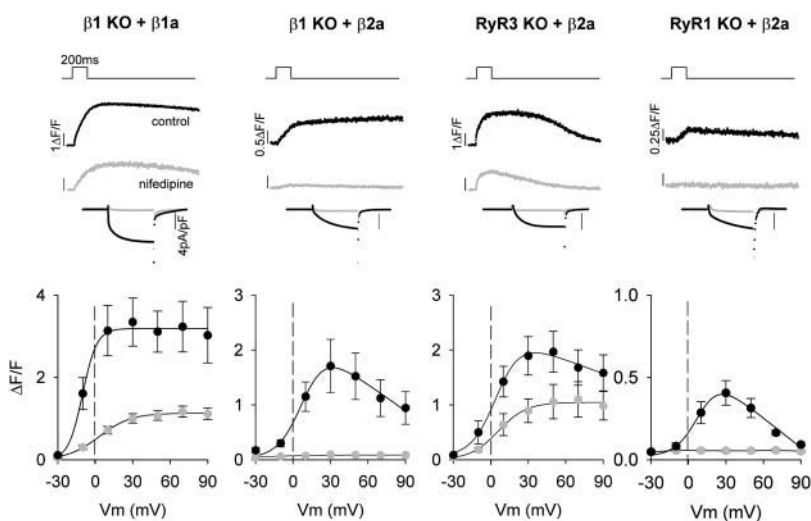 β1 KO + β1a
β1 KO + β2a
RyR3 KO + β2a
RyR1 KO + β2a
200ms
1ΔF/F
control
nifedipine
4pA/pF
0.5ΔF/F
1ΔF/F
0.25ΔF/F
ΔF/F
4
2
0
-30 0 30 60 90
Vm (mV)
3
2
1
0
-30 0 30 60 90
Vm (mV)
3
2
1
0
-30 0 30 60 90
Vm (mV)
1.0
0.5
0.0
-30 0 30 60 90
Vm (mV)